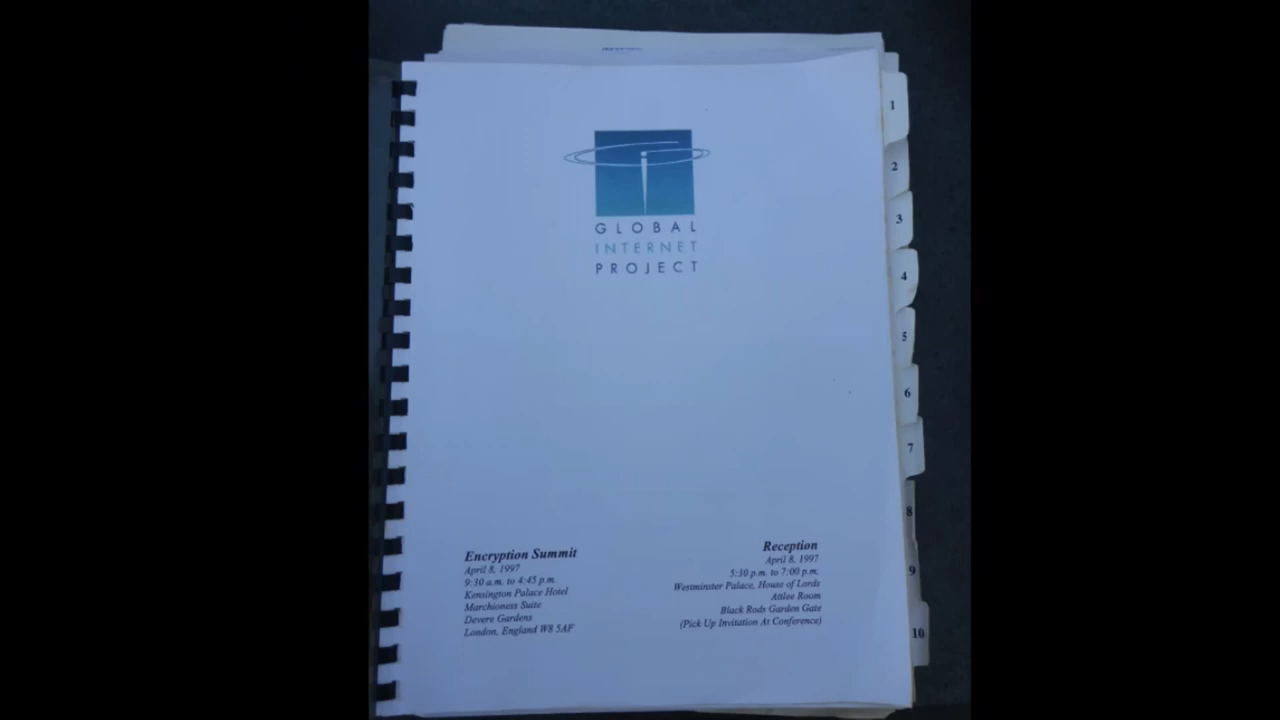 GLOBAL
INTERNET
PROJECT
Encryption Summit
April 8, 1997
9:30 a.m. to 4:45 p.m.
Kensington Palace Hotel
Marchioness Suite
Devere Gardens
London, England W8 5AF
Reception
April 8, 1997
5:30 p.m. to 7:00 p.m.
Westminster Palace, House of Lords
Attlee Room
Black Rods Garden Gate
(Pick Up Invitation At Conference)
1
2
3
4
5
6
7
8
9
10